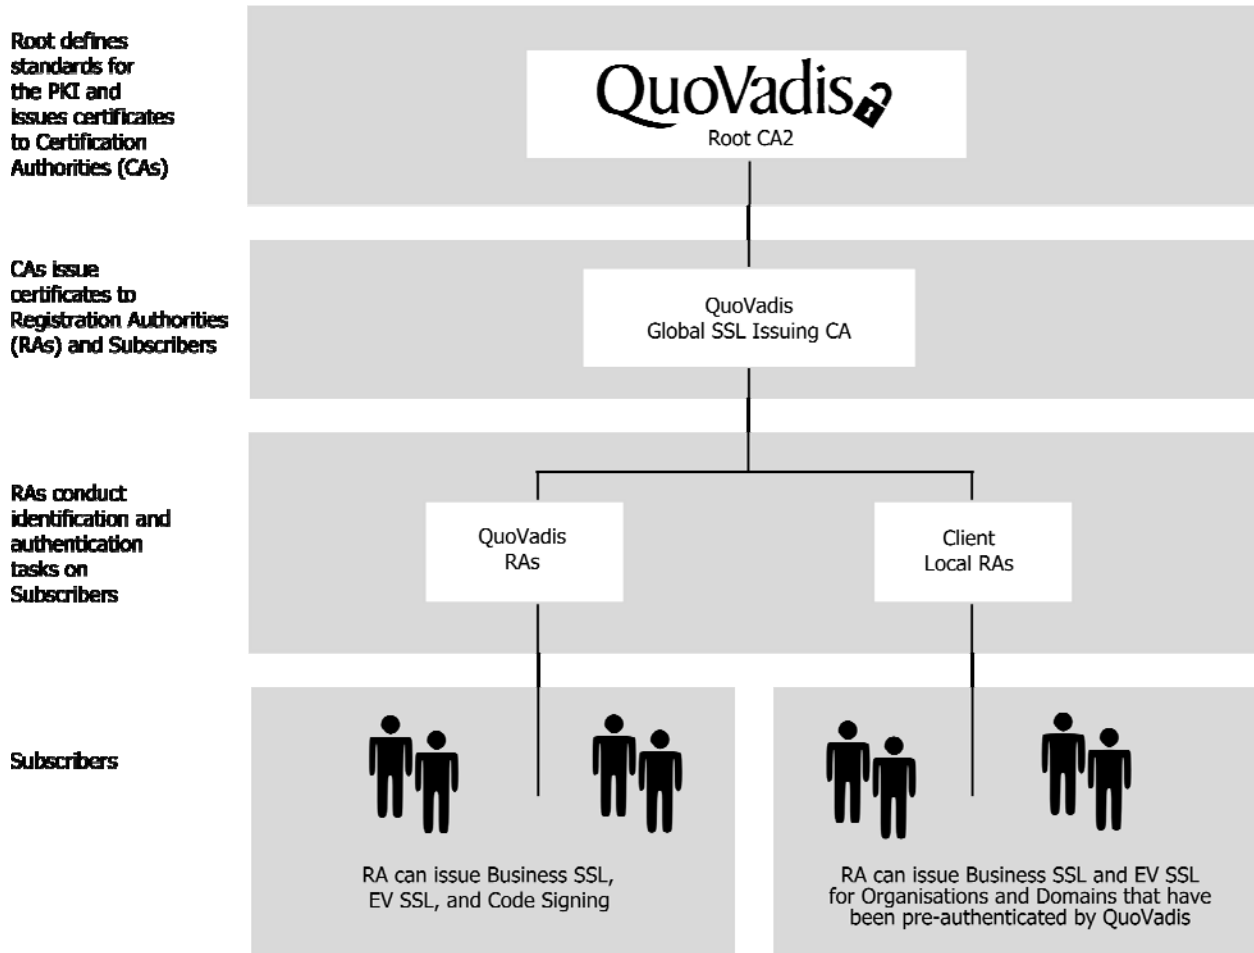 Root defines
standards for
the PKI and
issues certificates
to Certification
Authorities (CAs)
QuoVadis
Root CA2
CAs issue
certificates to
Registration Authorities
(RAs) and Subscribers
QuoVadis
Global SSL Issuing CA
RAs conduct
identification and
authentication
tasks on
Subscribers
QuoVadis
RAs
Client
Local RAs
Subscribers
RA can issue Business SSL,
EV SSL, and Code Signing
RA can issue Business SSL and EV SSL
for Organisations and Domains that have
been pre-authenticated by QuoVadis